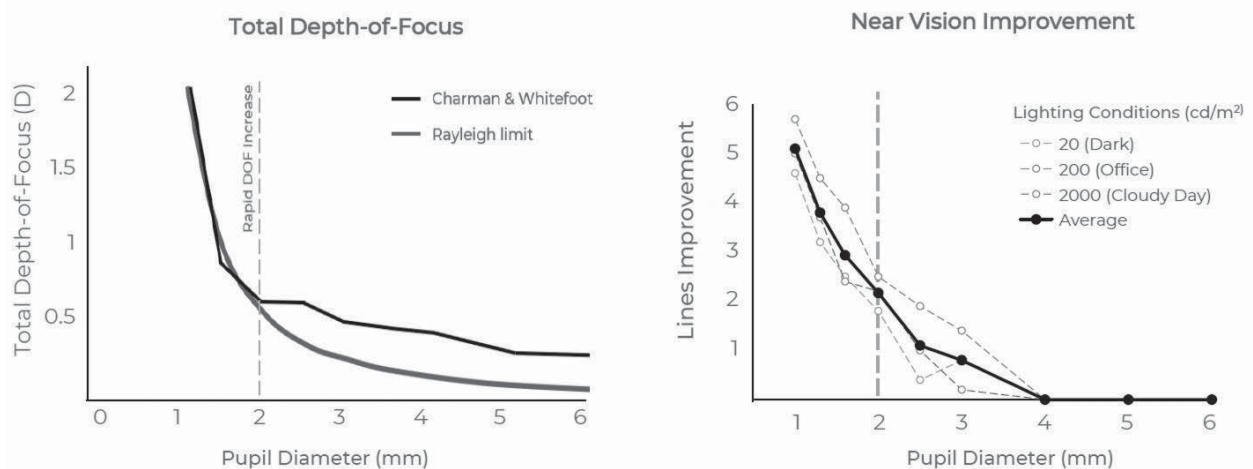 Total Depth-of-Focus
Total Depth-of-Focus (D)
2
1.5
1
0.5
Rapid DOF Increase
Charman & Whitefoot
Rayleigh limit
0 1 2 3 4 5 6
Pupil Diameter (mm)
Near Vision Improvement
Lines Improvement
6
5
4
3
2
1
Lighting Conditions (cd/m²)
20 (Dark)
200 (Office)
2000 (Cloudy Day)
Average
1 2 3 4 5 6
Pupil Diameter (mm)